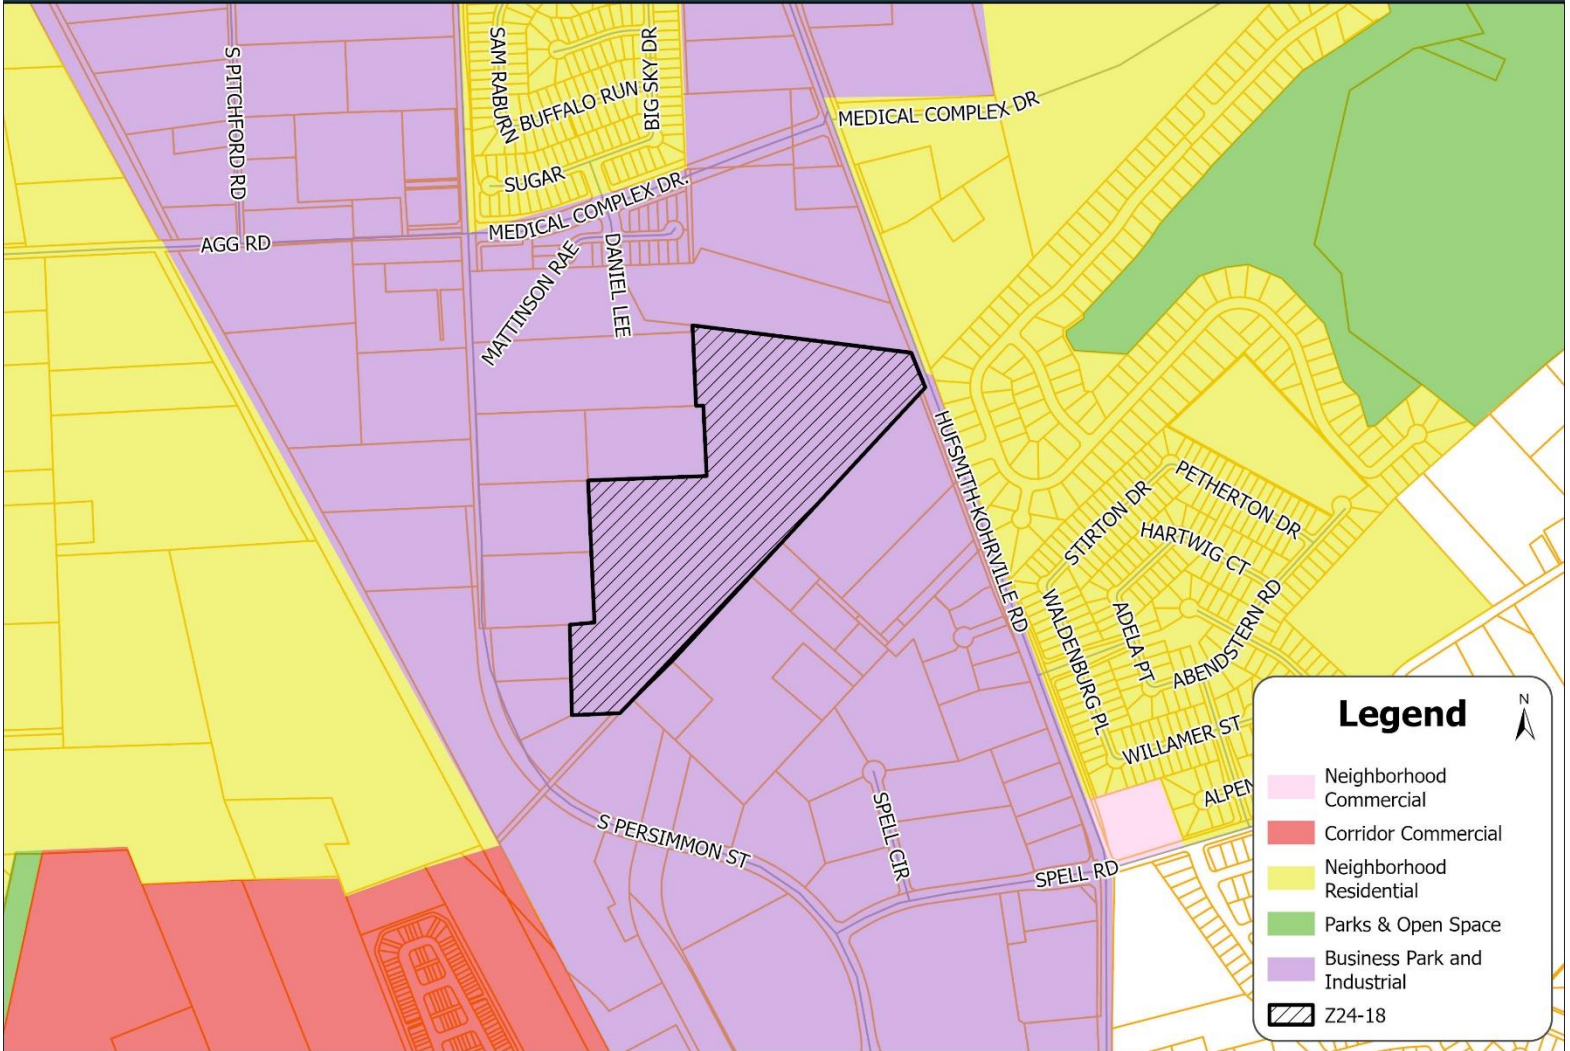 SAM RABURN
BIG SKY DR
S PITCHFORD RD
BUFFALO RUN
MEDICAL COMPLEX DR
SUGAR
MEDICAL COMPLEX DR.
AGG RD
MATTINSON RAE
DANIEL LEE
HUFSMITH-KOHRVILLE RD
PETHERTON DR
STIRTON DR
HARTWIG CT
WALDENBURG PL
ADELA PT
ABENDSTERN RD
WILLAMER ST
ALPEN
S PERSIMMON ST
SPELL CIR
SPELL RD
Legend
N
Neighborhood
Commercial
Corridor Commercial
Neighborhood
Residential
Parks & Open Space
Business Park and
Industrial
Z24-18